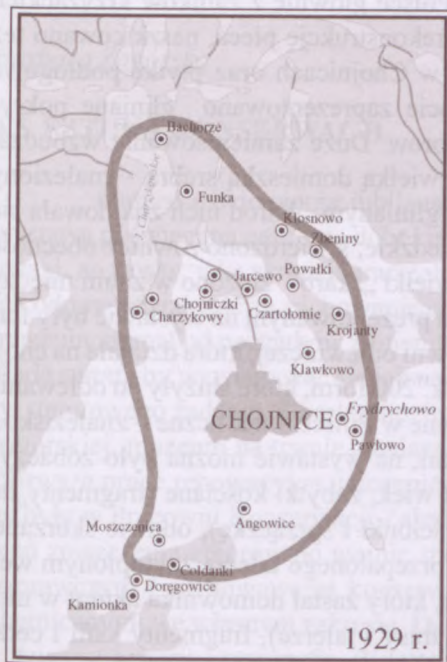 Bachorze
Funka
Kłosnowo
Zbeniny
Powałki
Jarcewo
Chojniczki
Czartołomie
Charzykowy
Krojanty
Kławkowo
CHOJNICE
Frydrychowo
Pawłowo
Angowice
Moszczenica
Cołdanki
Doręgowice
Kamionka
1929 r.